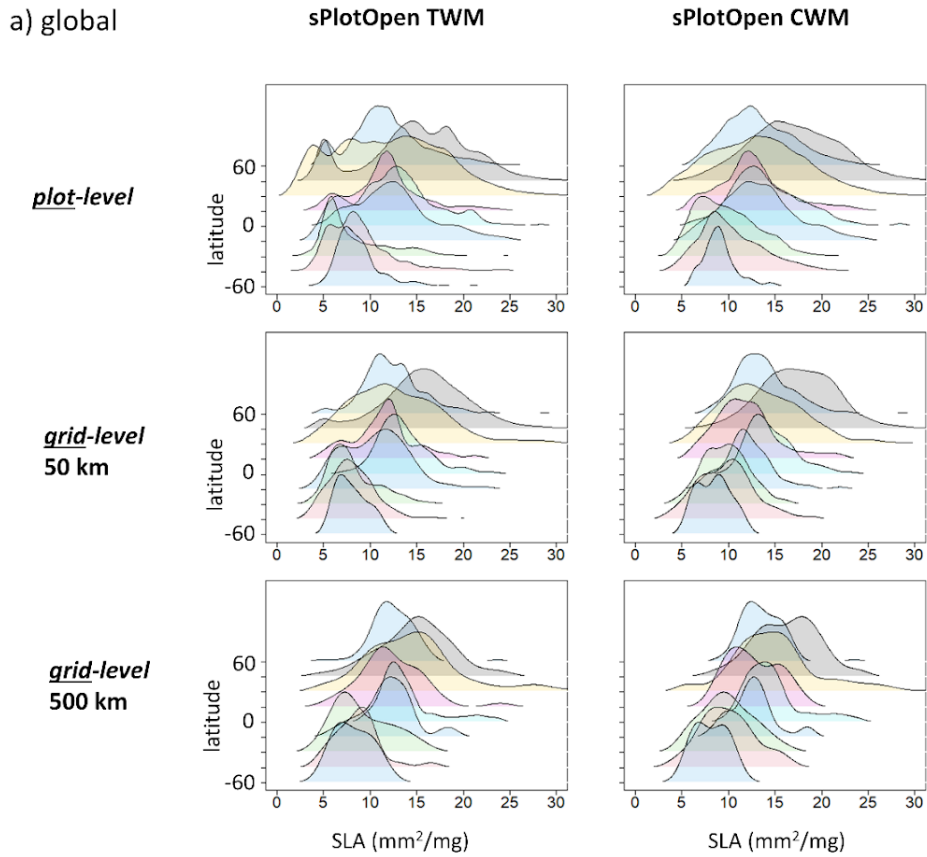 a) global
sPlotOpen TWM
sPlotOpen CWM
plot-level
latitude
60
0
-60
0 5 10 15 20 25 30
0 5 10 15 20 25 30
grid-level
50 km
latitude
60
0
-60
0 5 10 15 20 25 30
0 5 10 15 20 25 30
grid-level
500 km
latitude
60
0
-60
0 5 10 15 20 25 30
0 5 10 15 20 25 30
SLA (mm²/mg)
SLA (mm²/mg)